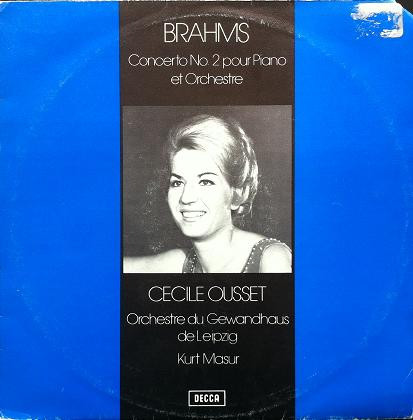 BRAHMS
Concerto No. 2 pour Piano
et Orchestre
CECILE OUSSET
Orchestre du Gewandhaus
de Leipzig
Kurt Masur
DECCA